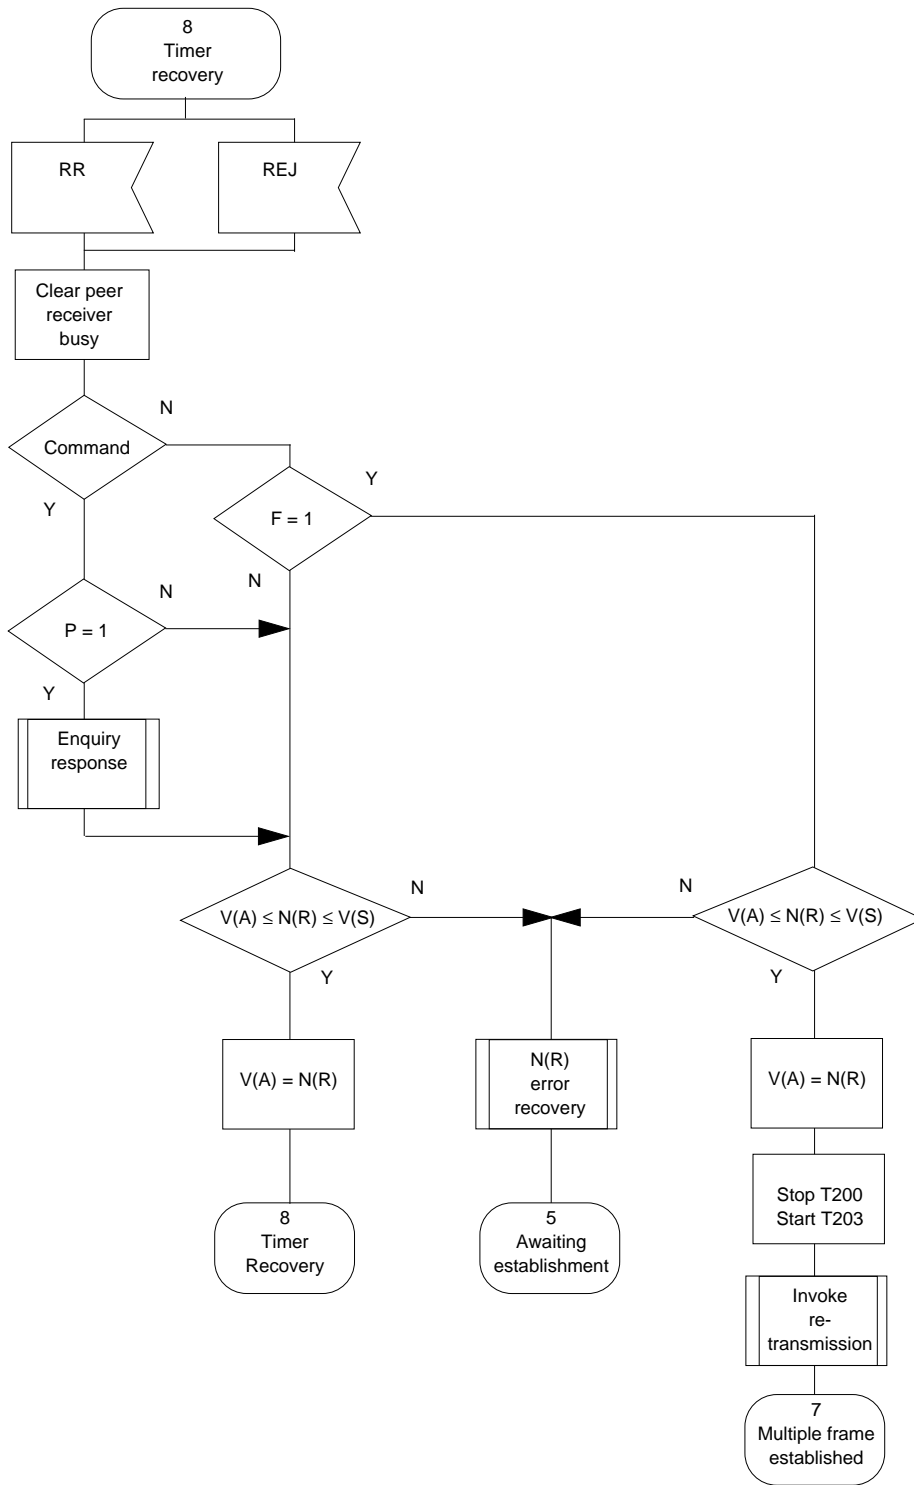 8
Timer
recovery
RR
REJ
Clear peer
receiver
busy
N
Command
Y
Y
F = 1
N
N
P = 1
Y
Enquiry
response
N
N
V(A) ≤ N(R) ≤ V(S)
V(A) ≤ N(R) ≤ V(S)
Y
Y
V(A) = N(R)
N(R)
error
recovery
V(A) = N(R)
Stop T200
Start T203
8
Timer
Recovery
5
Awaiting
establishment
Invoke
re-
transmission
7
Multiple frame
established